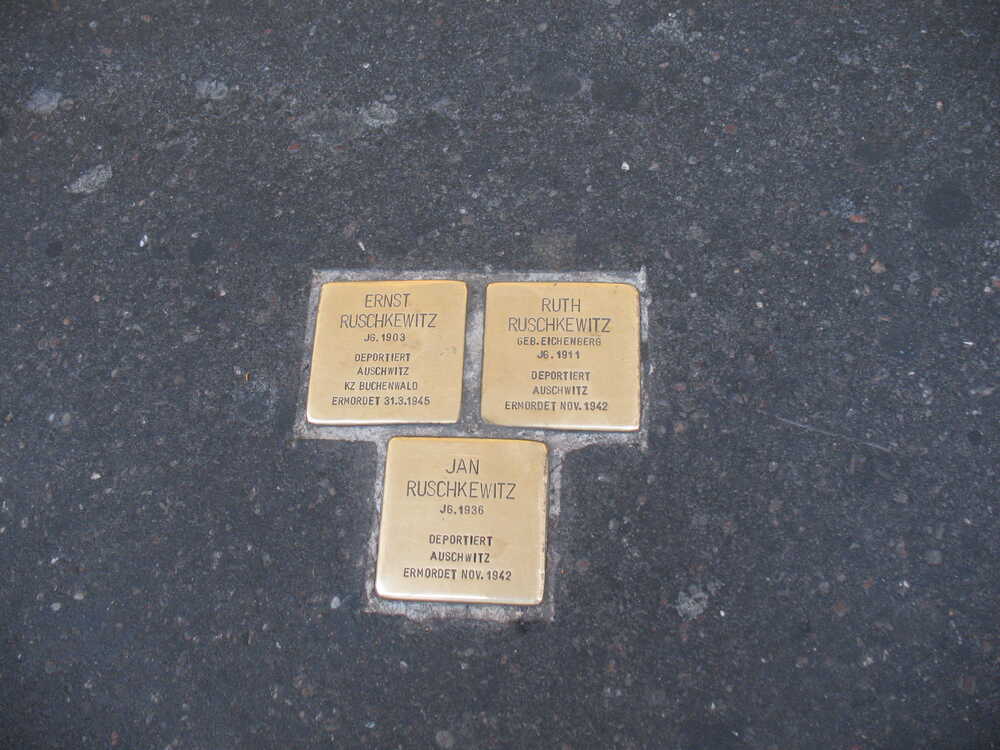 ERNST
RUSCHKEWITZ
JG. 1903
DEPORTIERT
AUSCHWITZ
KZ BUCHENWALD
ERMORDET 31.3.1945
RUTH
RUSCHKEWITZ
GEB. EICHENBERG
JG. 1911
DEPORTIERT
AUSCHWITZ
ERMORDET NOV. 1942
JAN
RUSCHKEWITZ
JG. 1936
DEPORTIERT
AUSCHWITZ
ERMORDET NOV. 1942